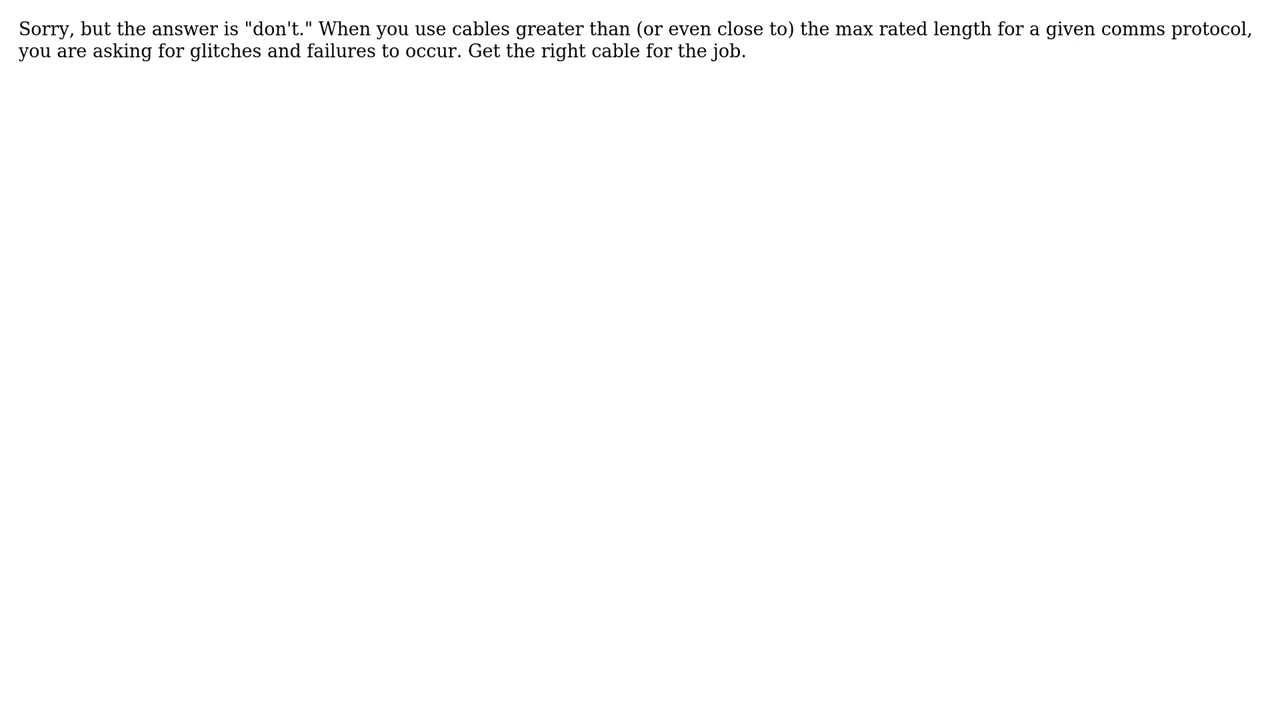 Sorry, but the answer is "don't." When you use cables greater than (or even close to) the max rated length for a given comms protocol,
you are asking for glitches and failures to occur. Get the right cable for the job.